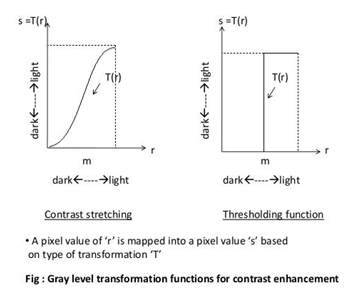 s =T(r)
s =T(r)
dark←----→light
T(r)
r
m
dark←----→light
dark←----→light
T(r)
r
m
dark←----→light
Contrast stretching
Thresholding function
• A pixel value of ‘r’ is mapped into a pixel value ‘s’ based
on type of transformation ‘T’
Fig : Gray level transformation functions for contrast enhancement